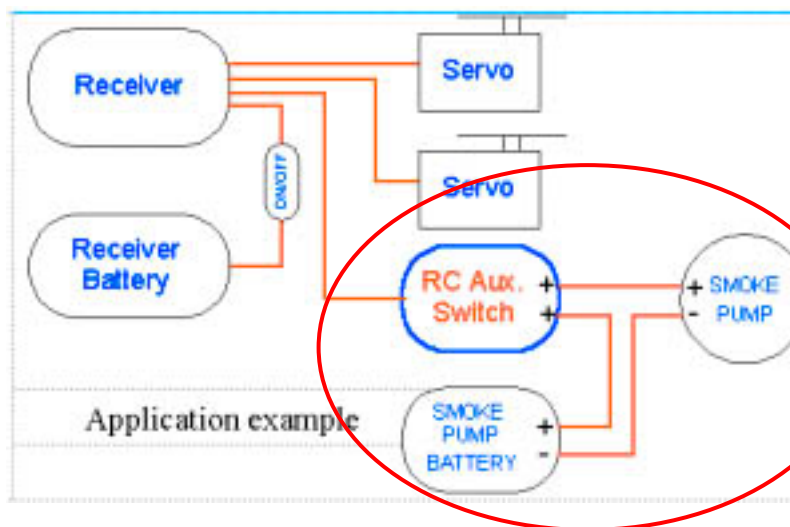 Receiver
Servo
ON/OFF
Servo
Receiver
Battery
RC Aux. +
Switch +
+ SMOKE
- PUMP
Application example
SMOKE
PUMP +
BATTERY -